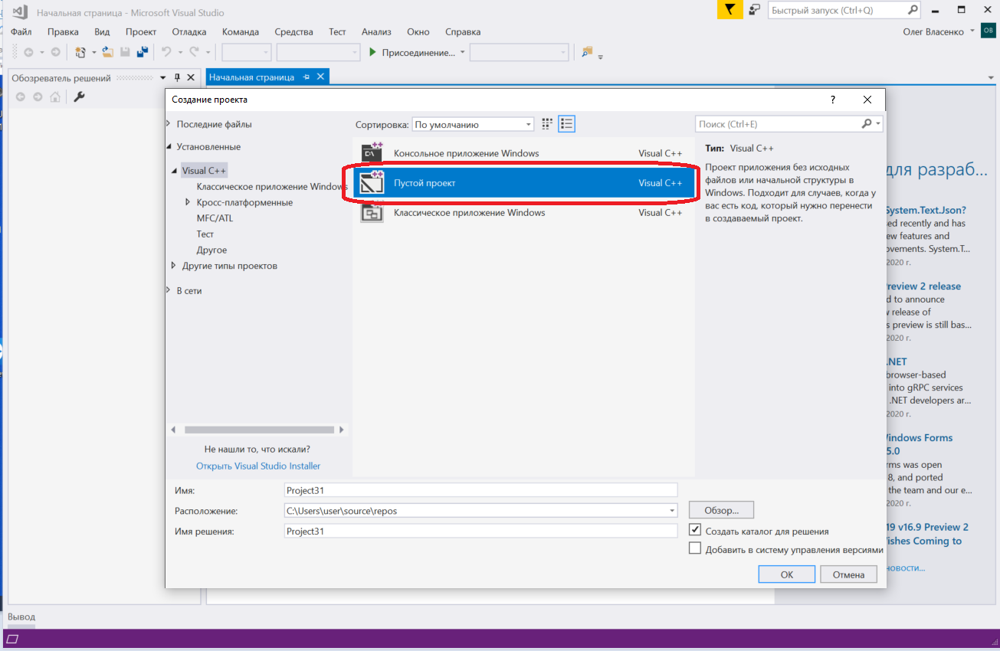 Начальная страница - Microsoft Visual Studio
Быстрый запуск (Ctrl+Q)
Файл Правка Вид Проект Отладка Команда Средства Тест Анализ Окно Справка
Олег Власенко
ОВ
Присоединение...
Обозреватель решений
Начальная страница
Создание проекта
?
Последние файлы
Установленные
Visual C++
Классическое приложение Windows
Кросс-платформенные
MFC/ATL
Тест
Другое
Другие типы проектов
В сети
Не нашли то, что искали?
Открыть Visual Studio Installer
Сортировка: По умолчанию
Консольное приложение Windows Visual C++
Пустой проект Visual C++
Классическое приложение Windows Visual C++
Поиск (Ctrl+E)
Тип: Visual C++
Проект приложения без исходных
файлов или начальной структуры в
Windows. Подходит для случаев, когда у
вас есть код, который нужно перенести
в создаваемый проект.
Имя: Project31
Расположение: C:\Users\user\source\repos
Обзор...
Имя решения: Project31
Создать каталог для решения
Добавить в систему управления версиями
ОК Отмена
для разраб...
System.Text.Json?
ed recently and has
ew features and
ovements. System.T...
2020 г.
Preview 2 release
d to announce
release of
s preview is still bas...
2020 г.
.NET
browser-based
into gRPC services
.NET developers ar...
2020 г.
Windows Forms
5.0
rms was open
8, and ported
the team and our e...
2020 г.
19 v16.9 Preview 2
ishes Coming to
новости...
Вывод